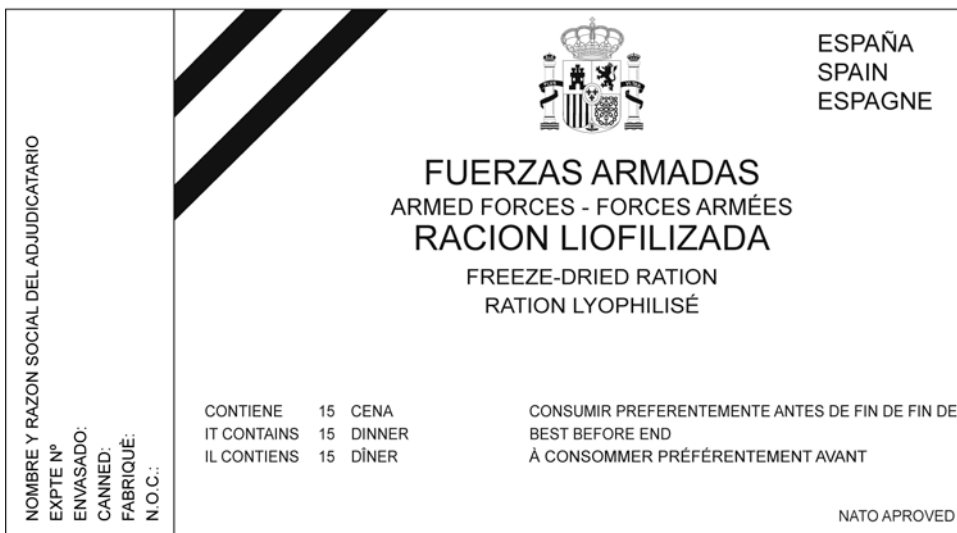 NOMBRE Y RAZON SOCIAL DEL ADJUDICATARIO
EXPTE Nº
ENVASADO:
CANNED:
FABRIQUÈ:
N.O.C.:
ESPAÑA
SPAIN
ESPAGNE
FUERZAS ARMADAS
ARMED FORCES - FORCES ARMÉES
RACION LIOFILIZADA
FREEZE-DRIED RATION
RATION LYOPHILISÉ
CONTIENE 15 CENA
IT CONTAINS 15 DINNER
IL CONTIENS 15 DÎNER
CONSUMIR PREFERENTEMENTE ANTES DE FIN DE FIN DE
BEST BEFORE END
À CONSOMMER PRÉFÉRENTEMENT AVANT
NATO APROVED